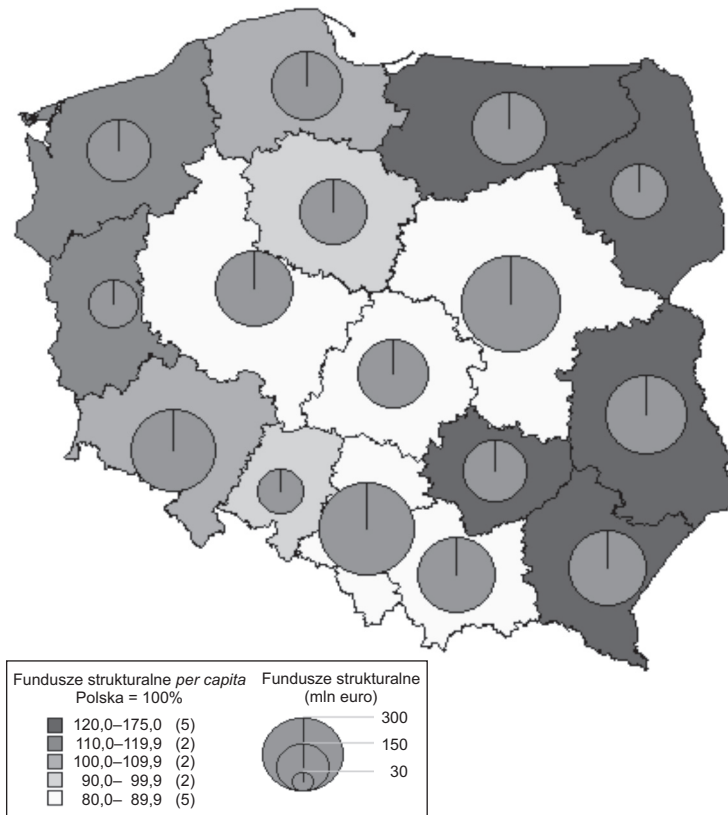 Fundusze strukturalne per capita
Polska = 100%
120,0–175,0 (5)
110,0–119,9 (2)
100,0–109,9 (2)
90,0– 99,9 (2)
80,0– 89,9 (5)
Fundusze strukturalne
(mln euro)
300
150
30